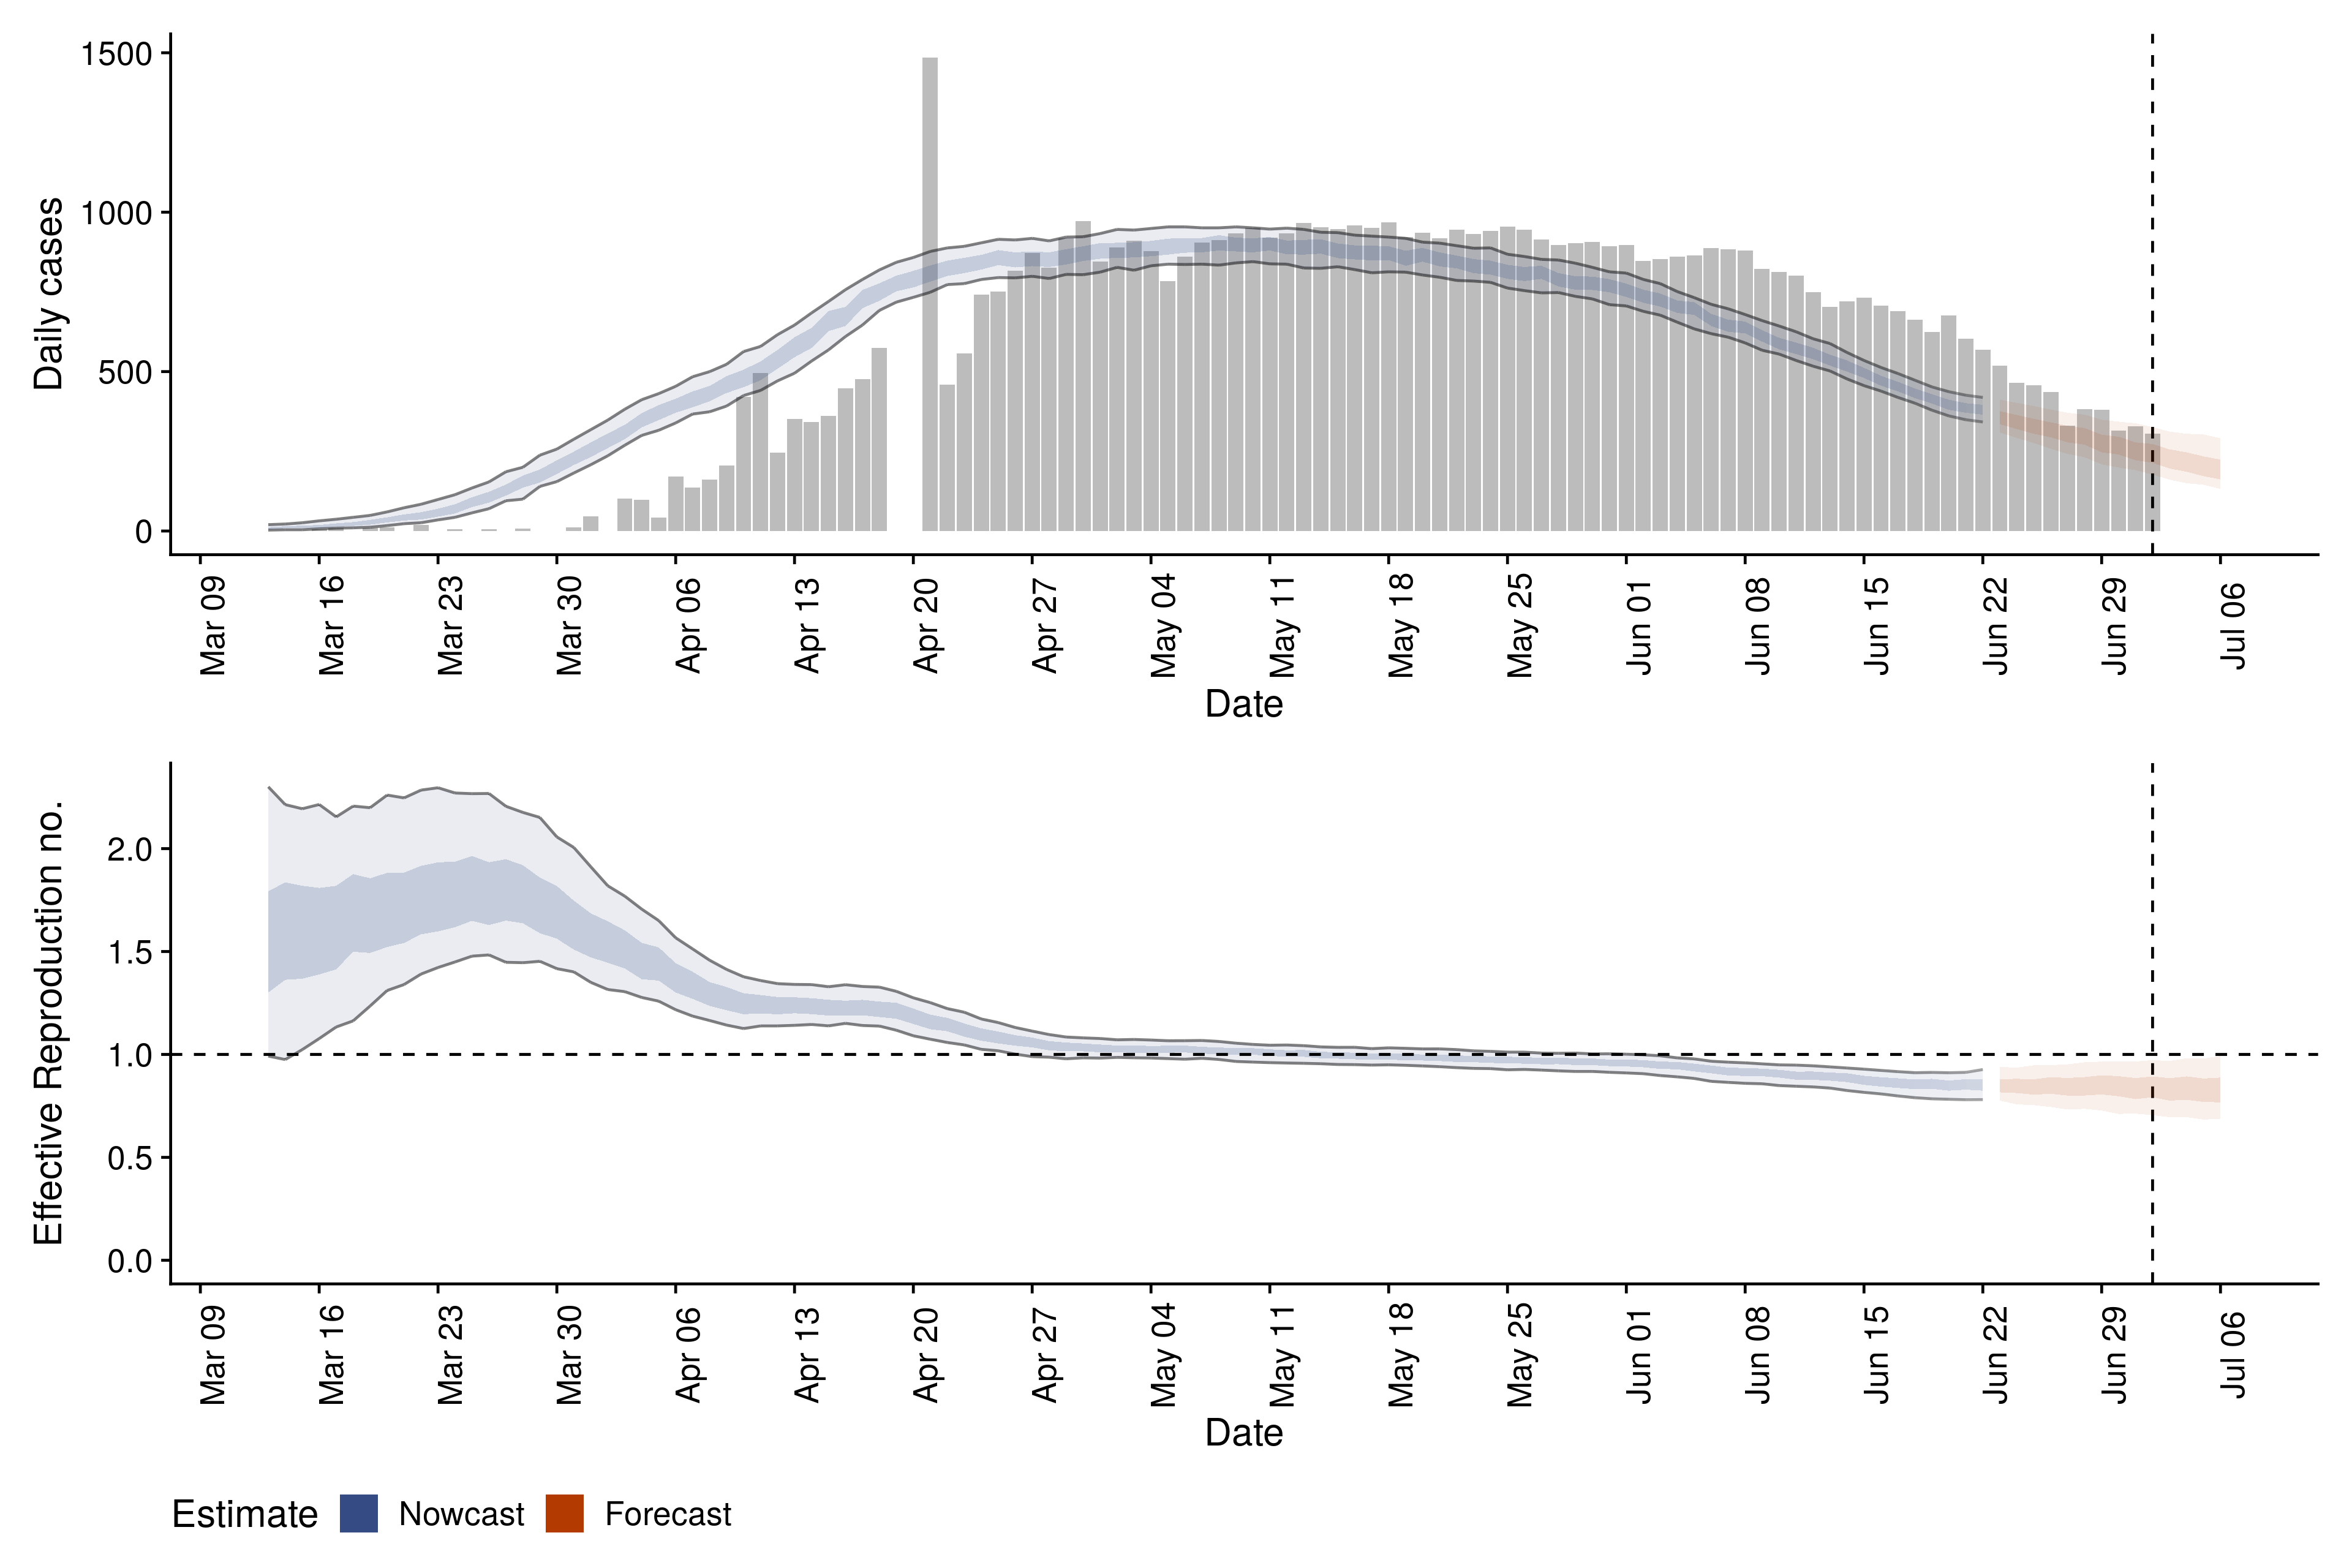 Daily cases
1500
1000
500
0
Mar 09
Mar 16
Mar 23
Mar 30
Apr 06
Apr 13
Apr 20
Apr 27
May 04
May 11
May 18
May 25
Jun 01
Jun 08
Jun 15
Jun 22
Jun 29
Jul 06
Date
Effective Reproduction no.
2.0
1.5
1.0
0.5
0.0
Mar 09
Mar 16
Mar 23
Mar 30
Apr 06
Apr 13
Apr 20
Apr 27
May 04
May 11
May 18
May 25
Jun 01
Jun 08
Jun 15
Jun 22
Jun 29
Jul 06
Date
Estimate Nowcast Forecast